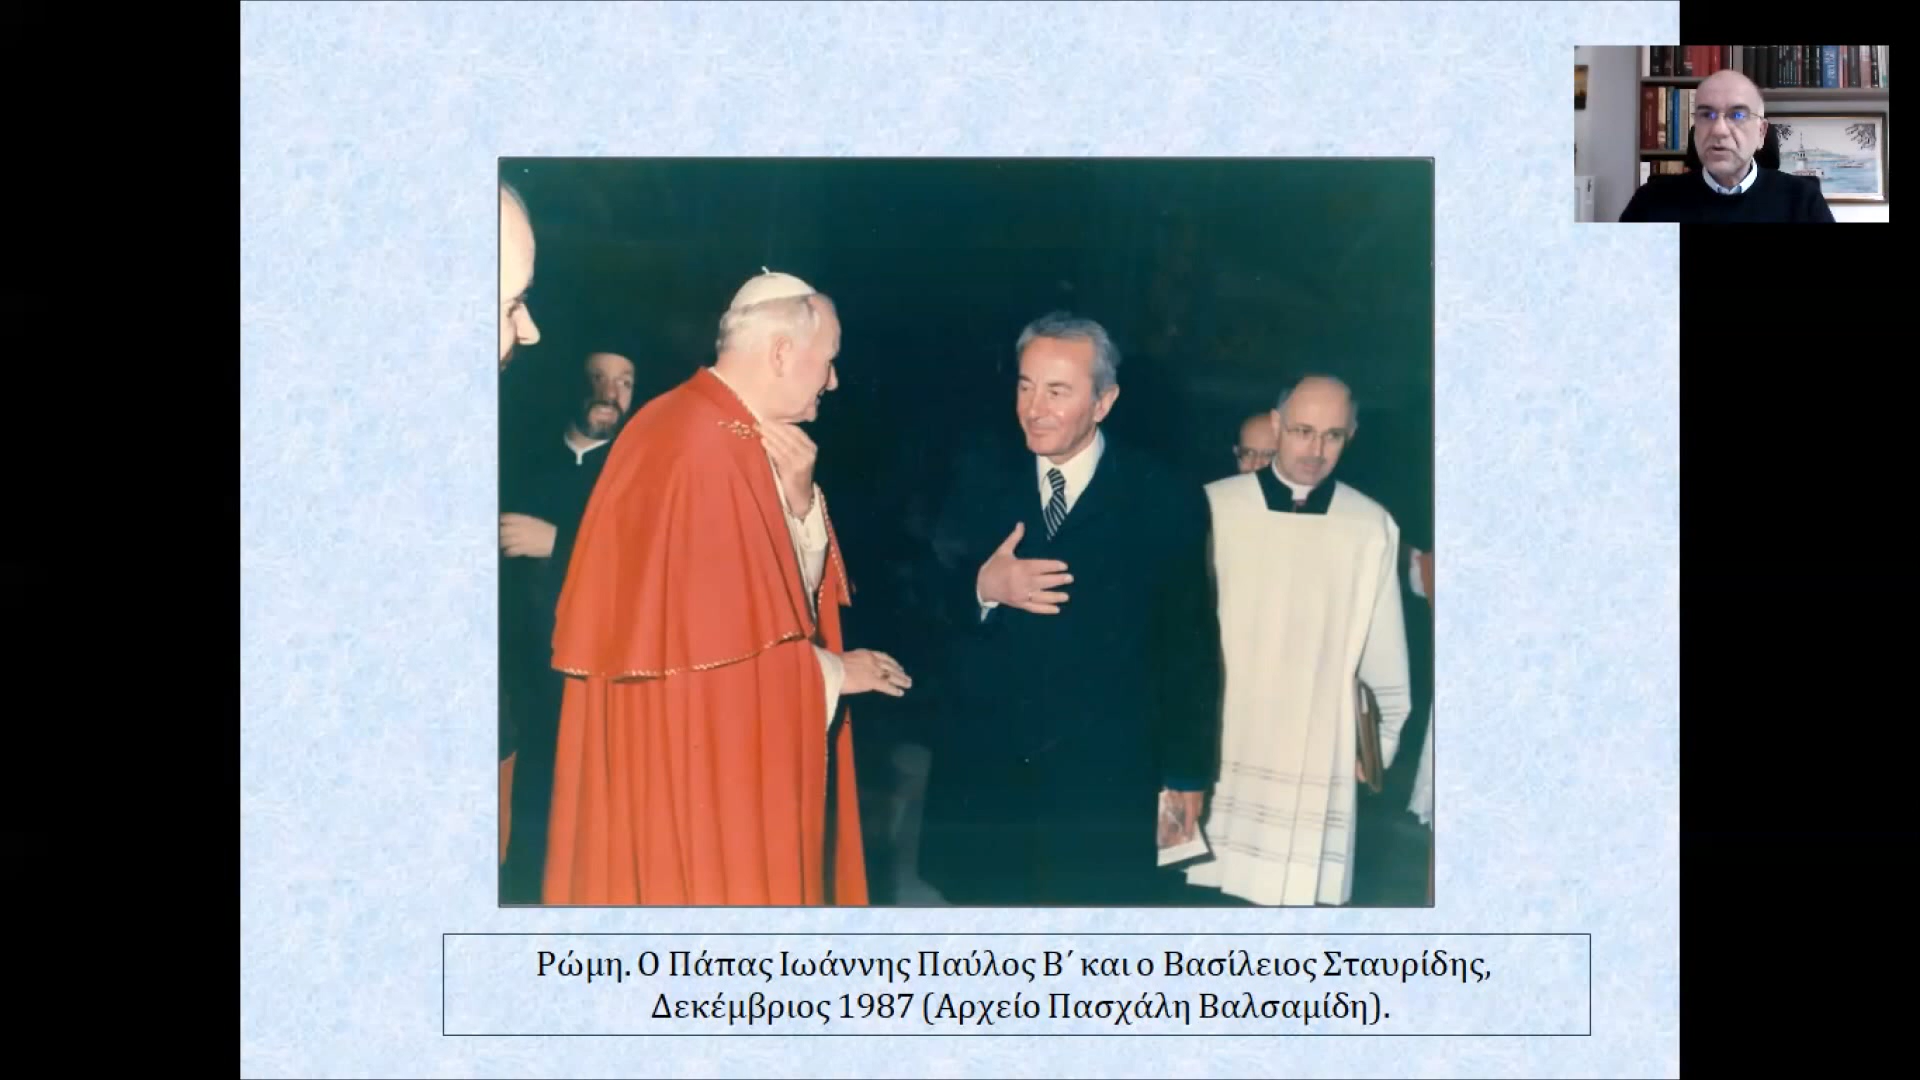 Ρώμη. Ο Πάπας Ιωάννης Παύλος Β΄ και ο Βασίλειος Σταυρίδης,
Δεκέμβριος 1987 (Αρχείο Πασχάλη Βαλσαμίδη).